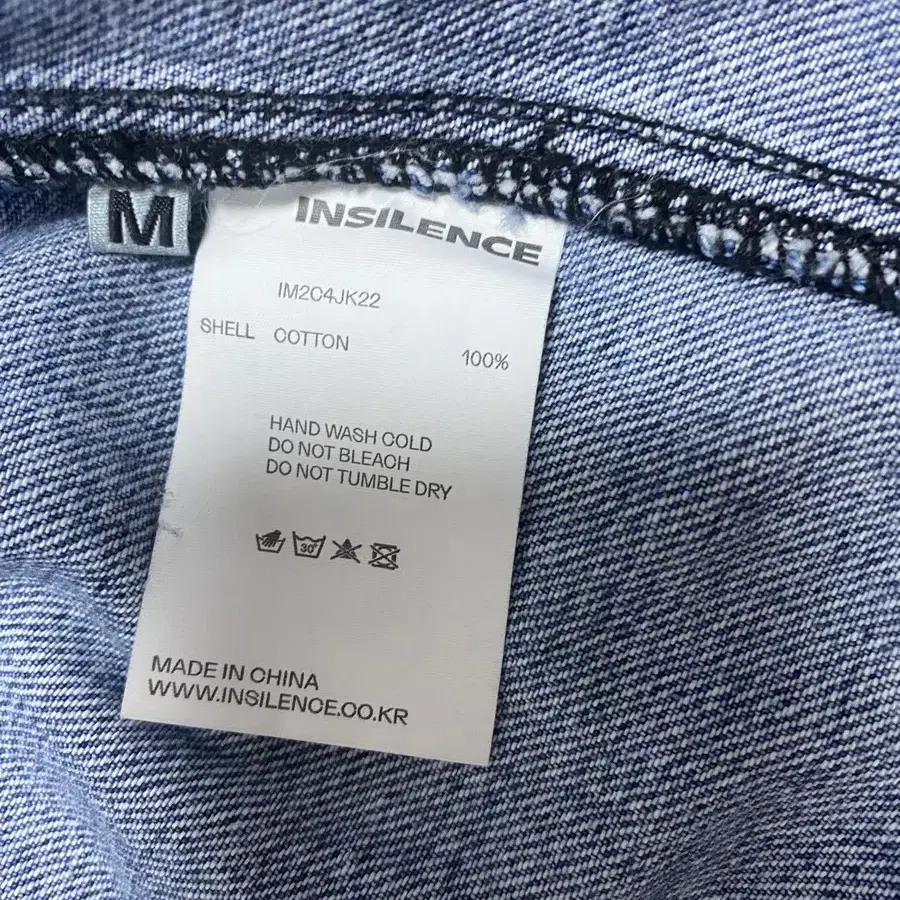 M
INSILENCE
IM2C4JK22
SHELL COTTON 100%
HAND WASH COLD
DO NOT BLEACH
DO NOT TUMBLE DRY
30°
MADE IN CHINA
WWW.INSILENCE.CO.KR